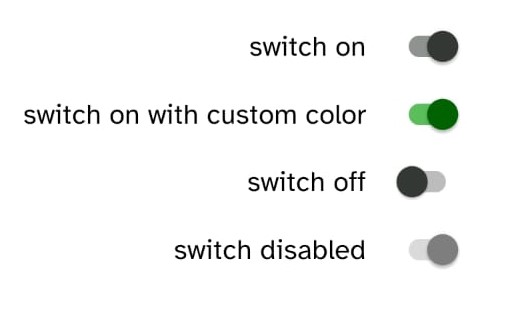 switch on
switch on with custom color
switch off
switch disabled